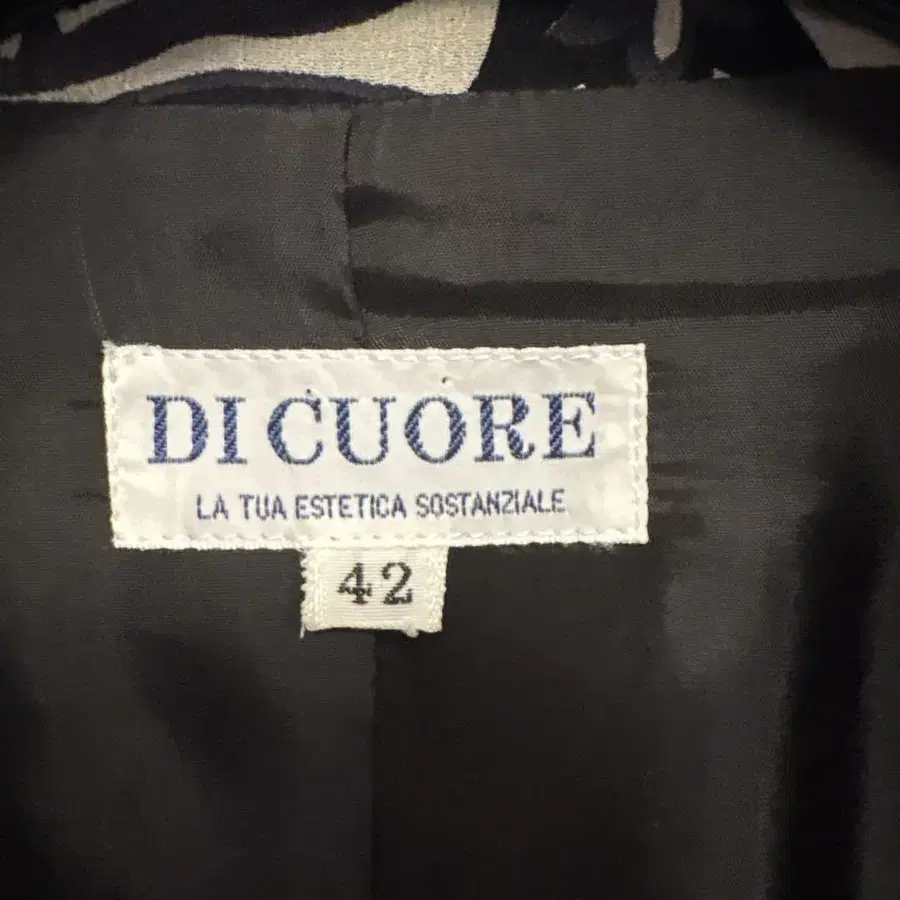 DI CUORE
LA TUA ESTETICA SOSTANZIALE
42